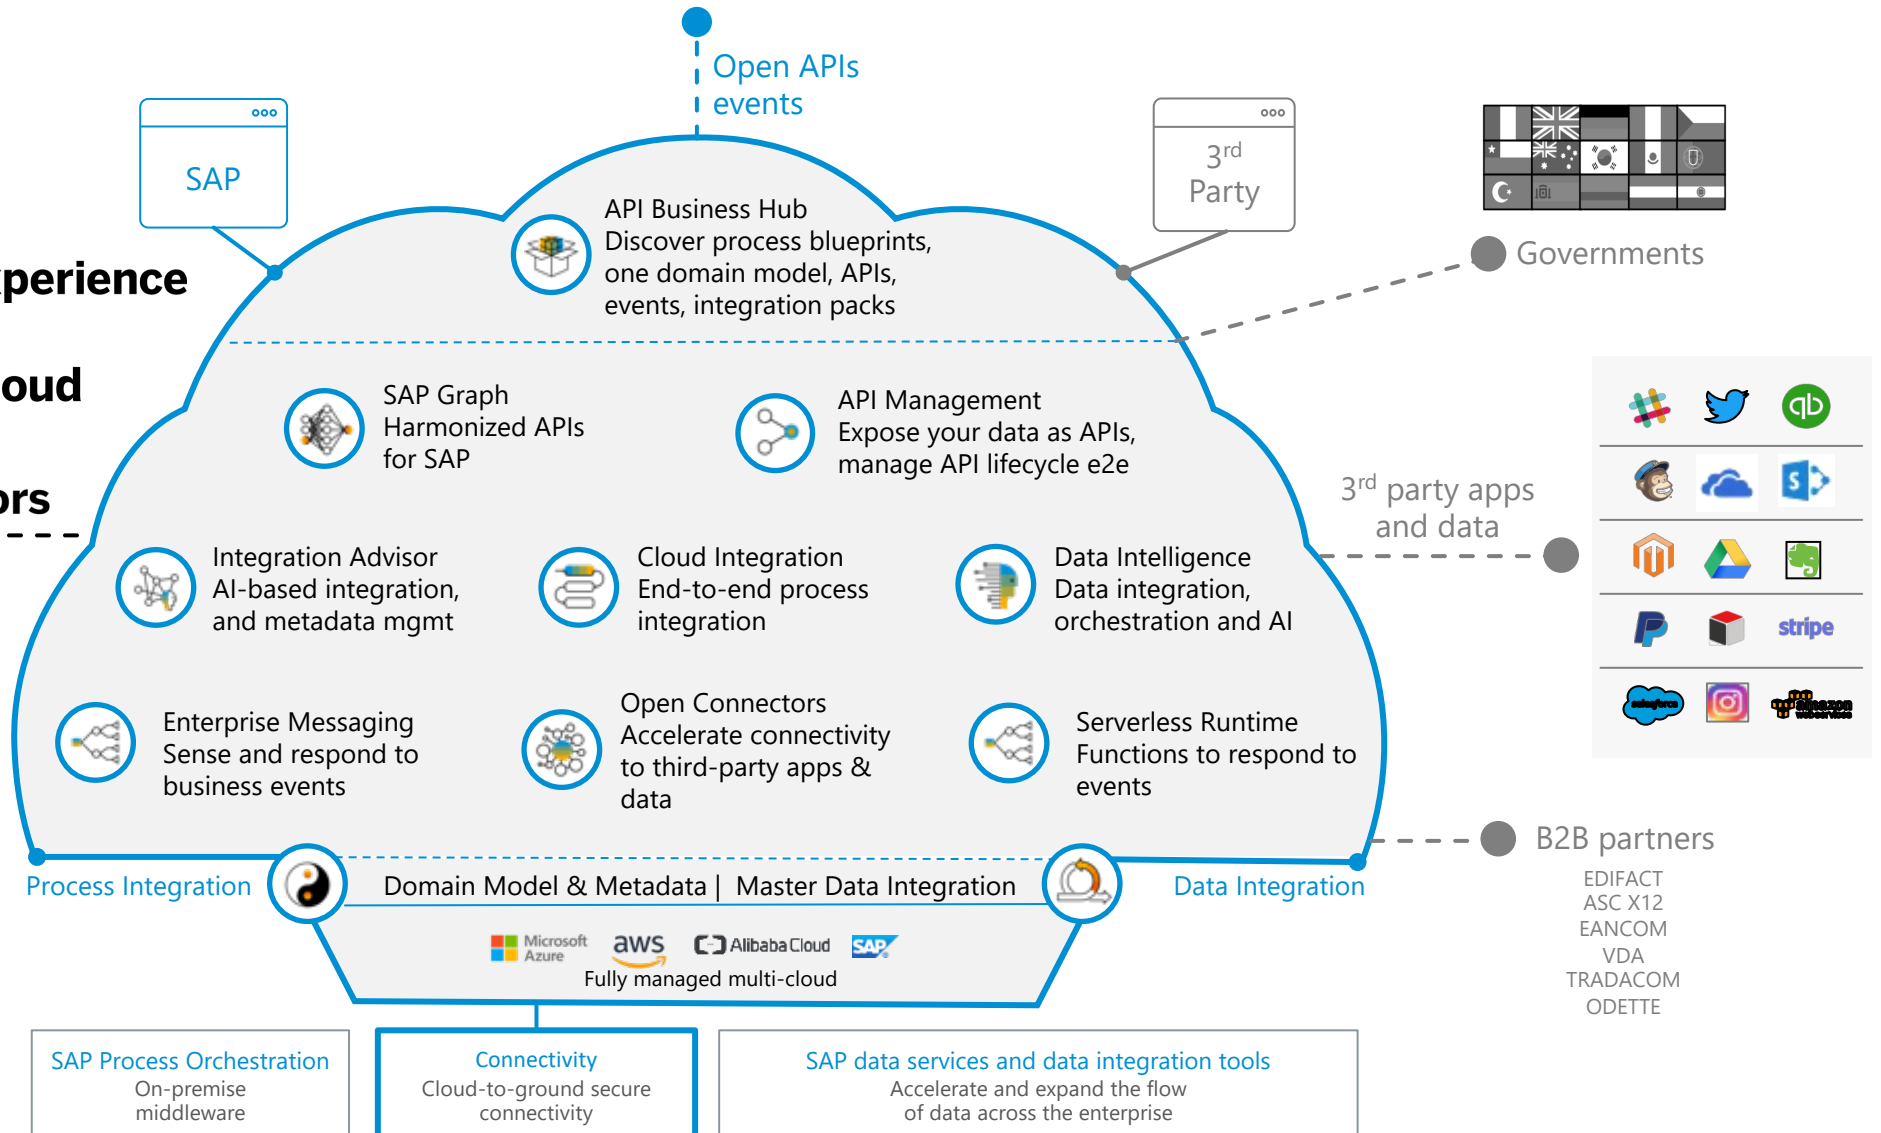 Open APIs
events
SAP
3rd
Party
API Business Hub
Discover process blueprints,
one domain model, APIs,
events, integration packs
Governments
xperience
oud
ors
SAP Graph
Harmonized APIs
for SAP
API Management
Expose your data as APIs,
manage API lifecycle e2e
3rd party apps
and data
qb
S
Integration Advisor
AI-based integration,
and metadata mgmt
Cloud Integration
End-to-end process
integration
Data Intelligence
Data integration,
orchestration and AI
stripe
salesforce
amazon
webservices
Enterprise Messaging
Sense and respond to
business events
Open Connectors
Accelerate connectivity
to third-party apps &
data
Serverless Runtime
Functions to respond to
events
B2B partners
EDIFACT
ASC X12
EANCOM
VDA
TRADACOM
ODETTE
Process Integration
Domain Model & Metadata | Master Data Integration
Data Integration
Microsoft
Azure
aws
Alibaba Cloud
SAP
Fully managed multi-cloud
SAP Process Orchestration
On-premise
middleware
Connectivity
Cloud-to-ground secure
connectivity
SAP data services and data integration tools
Accelerate and expand the flow
of data across the enterprise